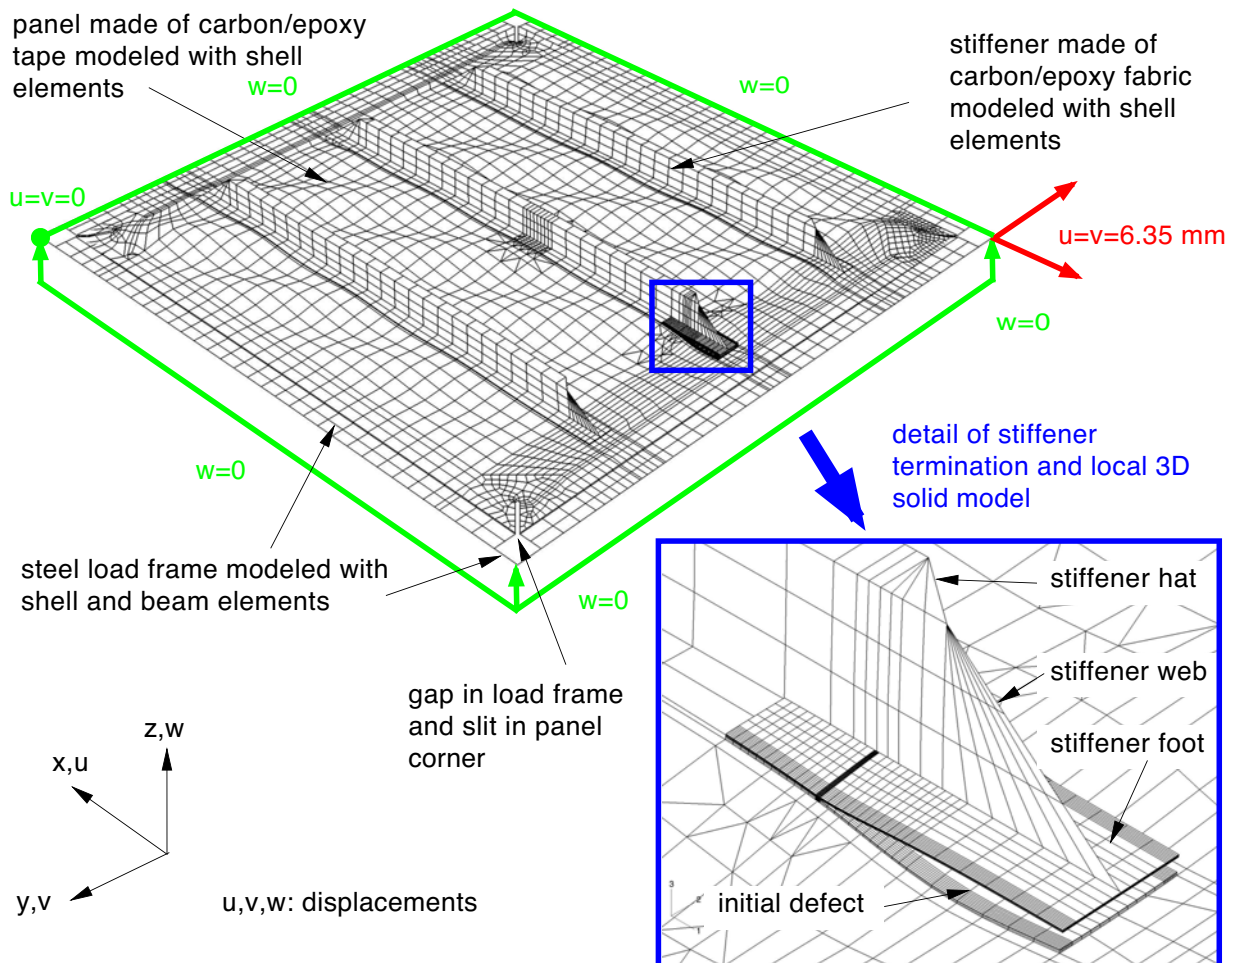 panel made of carbon/epoxy
tape modeled with shell
elements
w=0
w=0
stiffener made of
carbon/epoxy fabric
modeled with shell
elements
u=v=0
u=v=6.35 mm
w=0
w=0
detail of stiffener
termination and local 3D
solid model
steel load frame modeled with
shell and beam elements
w=0
gap in load frame
and slit in panel
corner
z,w
x,u
y,v
u,v,w: displacements
stiffener hat
stiffener web
stiffener foot
initial defect
3
2
1